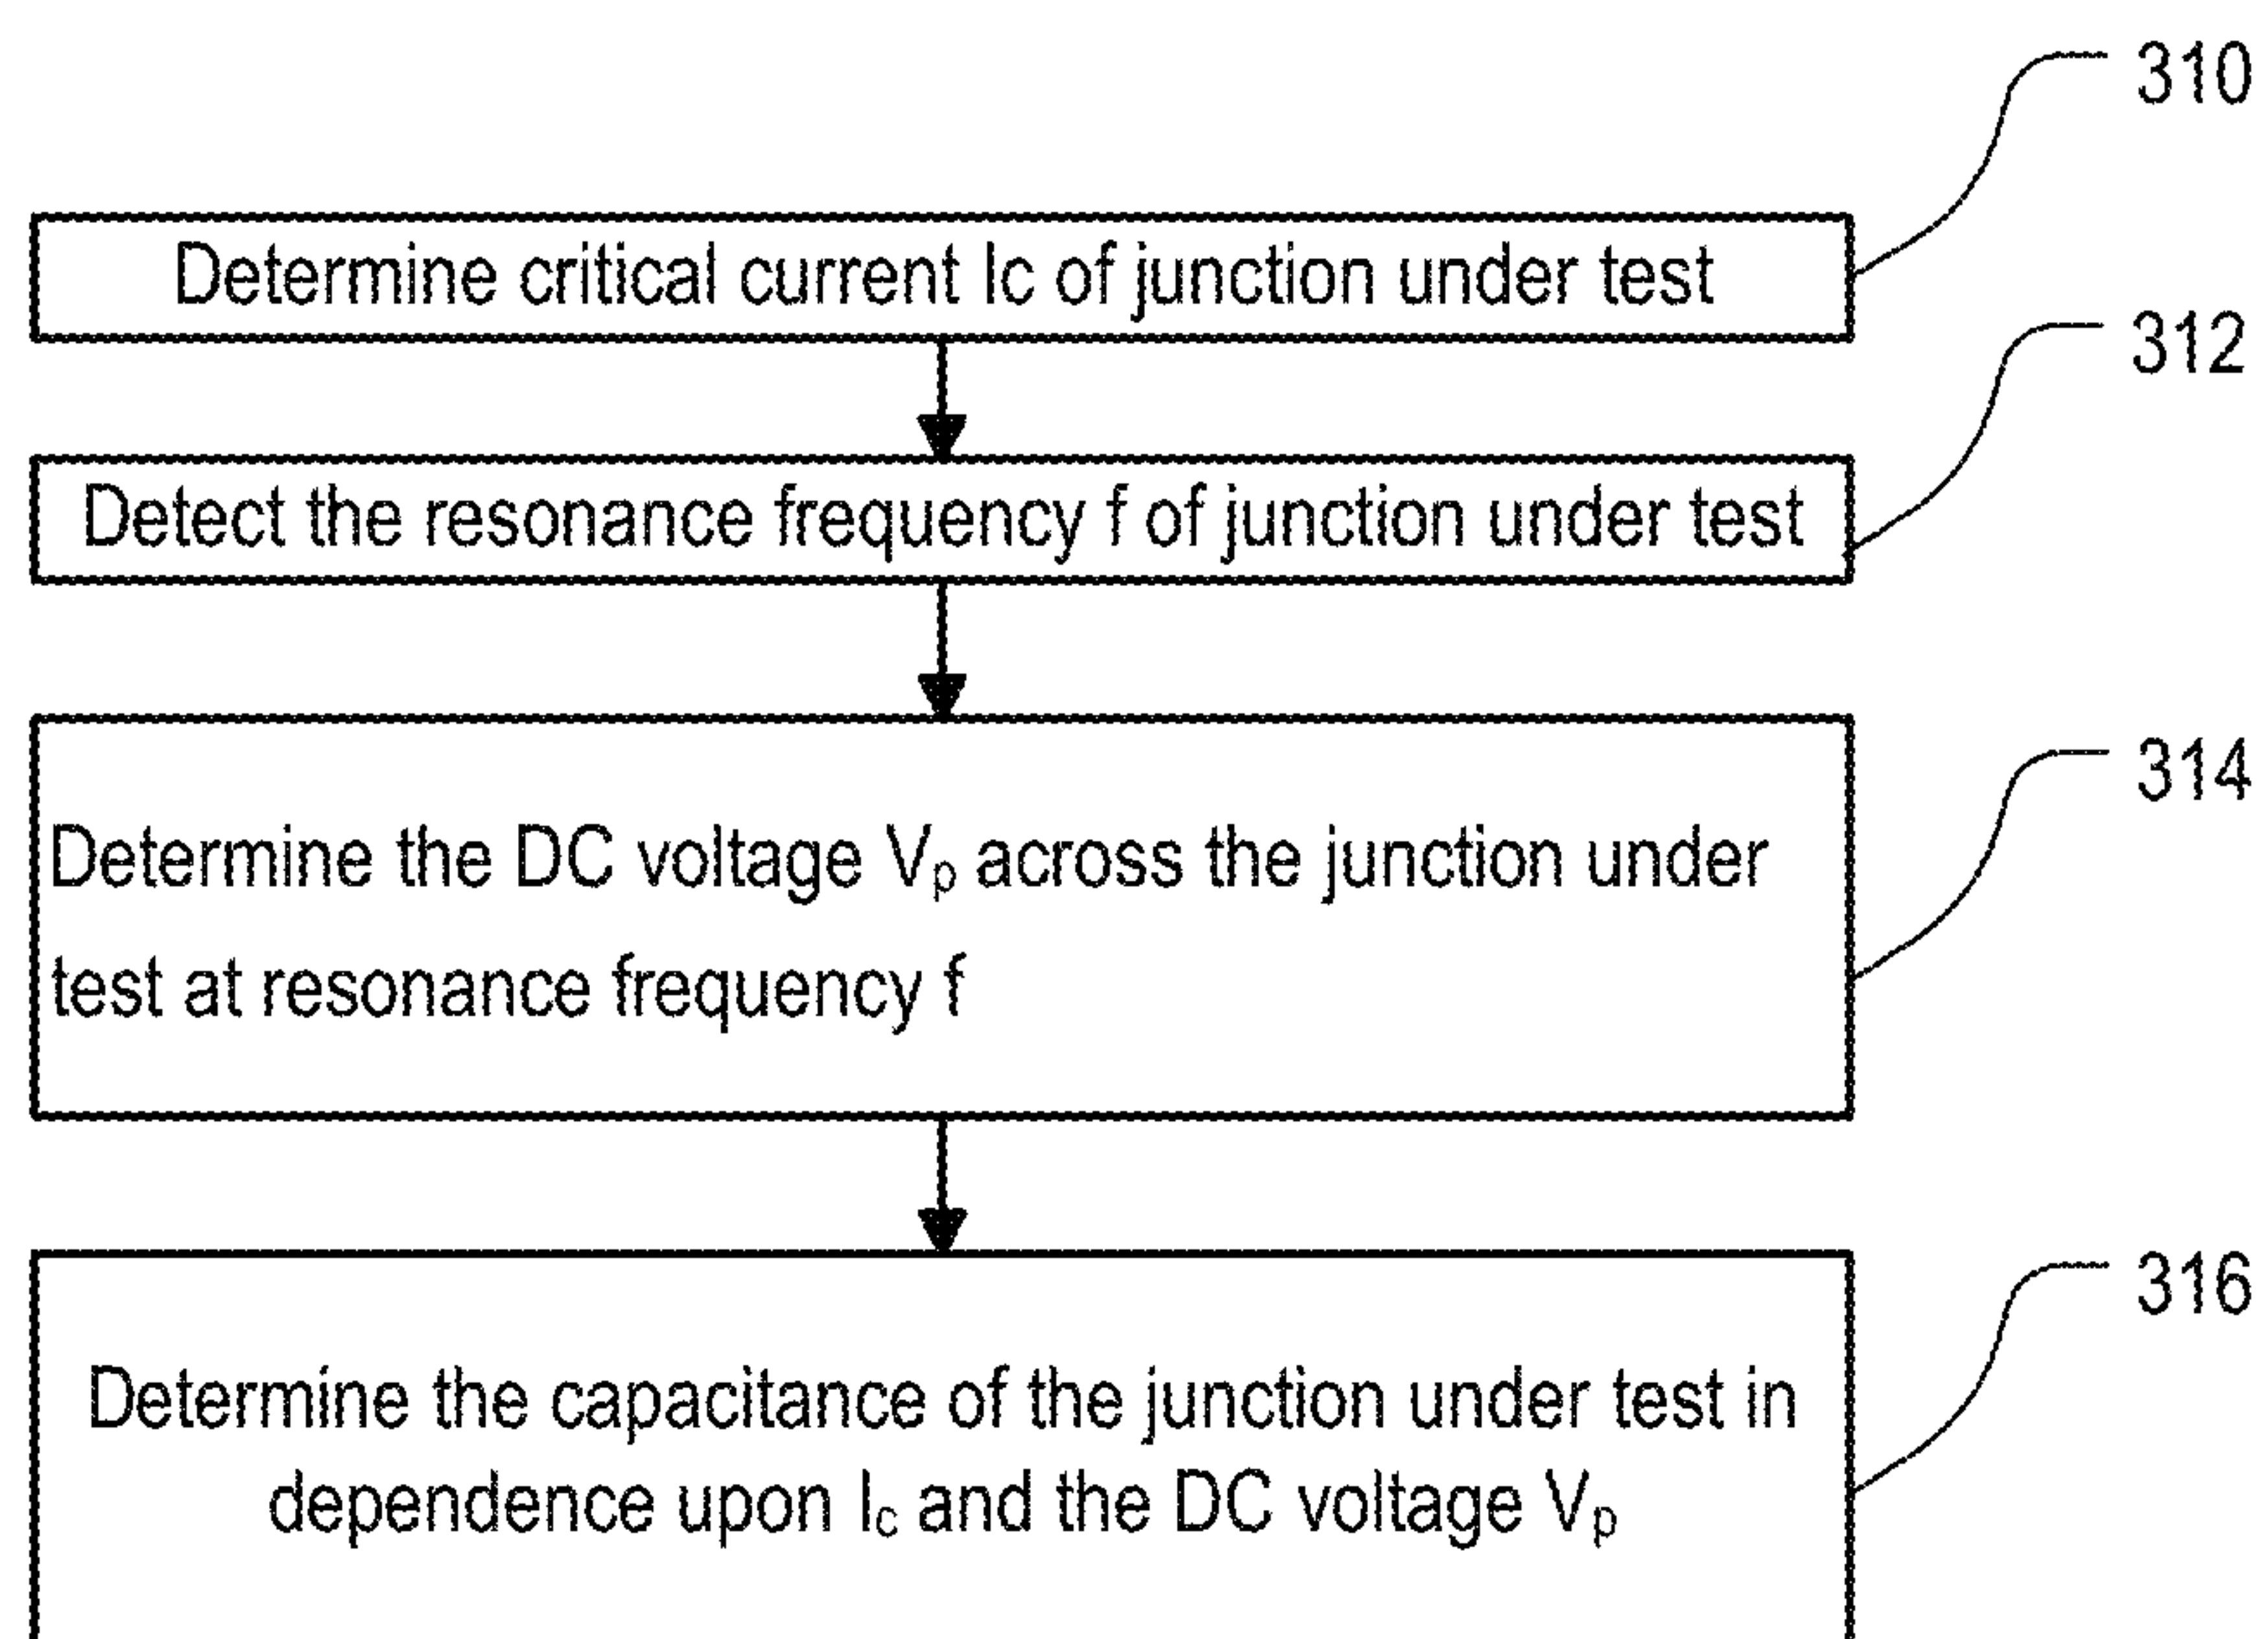 310
Determine critical current Ic of junction under test
312
Detect the resonance frequency f of junction under test
314
Determine the DC voltage Vp across the junction under
test at resonance frequency f
316
Determine the capacitance of the junction under test in
dependence upon Ic and the DC voltage Vp